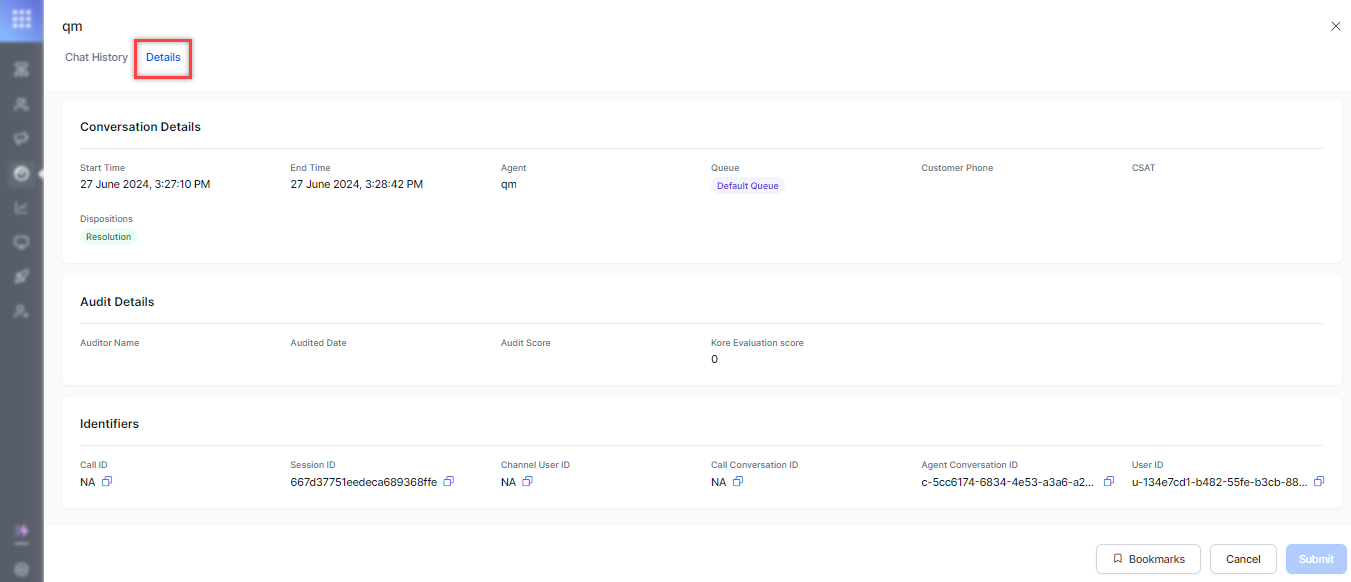 qm
Chat History Details
Conversation Details
Start Time End Time Agent Queue Customer Phone CSAT
27 June 2024, 3:27:10 PM 27 June 2024, 3:28:42 PM qm Default Queue
Dispositions
Resolution
Audit Details
Auditor Name Audited Date Audit Score Kore Evaluation score
0
Identifiers
Call ID Session ID Channel User ID Call Conversation ID Agent Conversation ID User ID
NA 667d37751eedeca689368ffe NA NA c-5cc6174-6834-4e53-a3a6-a2... u-134e7cd1-b482-55fe-b3cb-88...
Bookmarks Cancel Submit